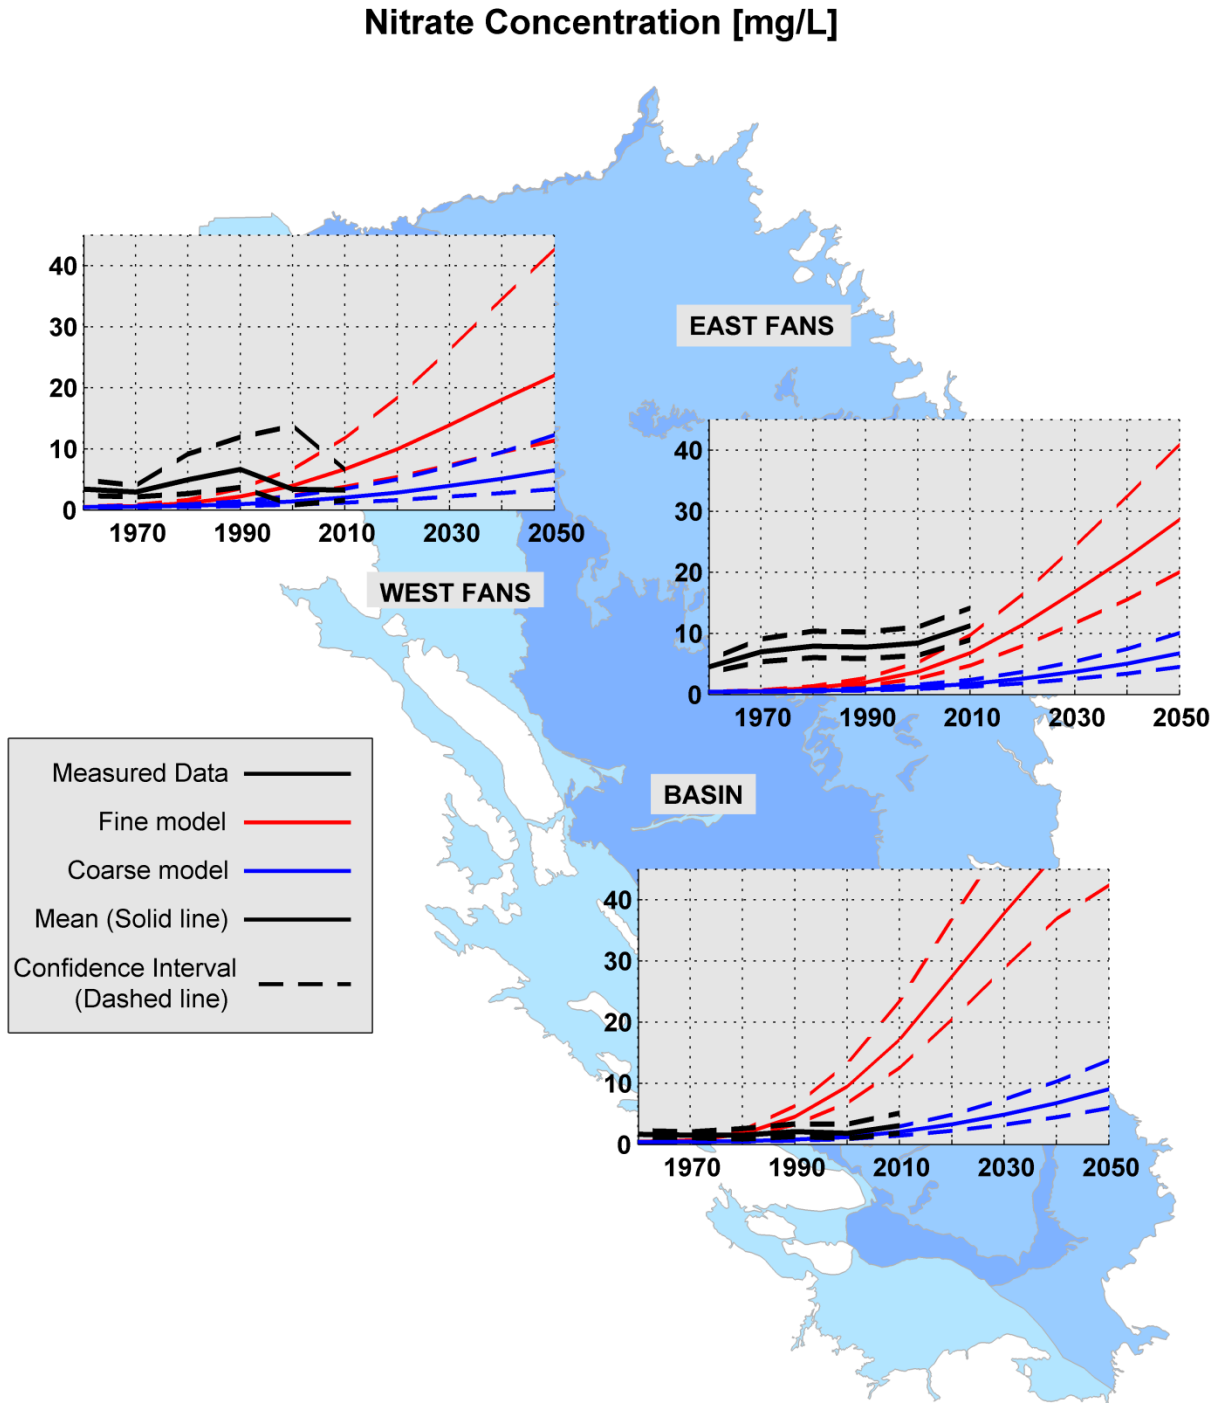 Nitrate Concentration [mg/L]
40
30
20
10
0
1970 1990 2010 2030 2050
WEST FANS
EAST FANS
40
30
20
10
0
1970 1990 2010 2030 2050
Measured Data
Fine model
Coarse model
Mean (Solid line)
Confidence Interval
(Dashed line)
BASIN
40
30
20
10
0
1970 1990 2010 2030 2050